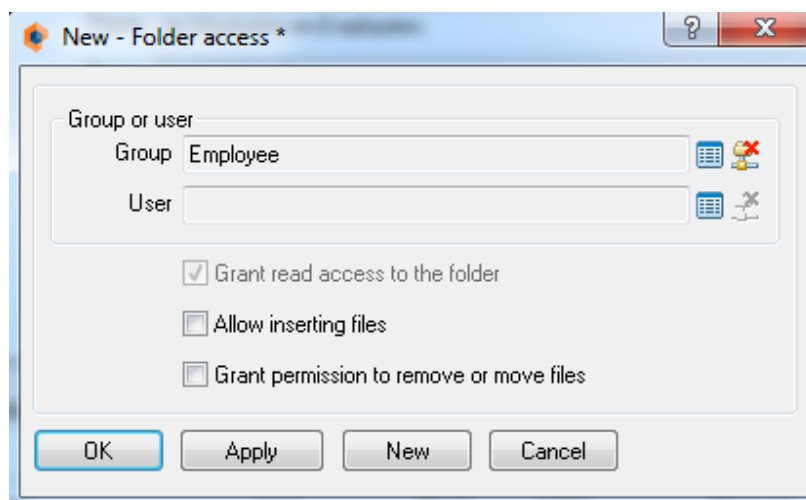 New - Folder access *
Group or user
Group Employee
User
Grant read access to the folder
Allow inserting files
Grant permission to remove or move files
OK Apply New Cancel